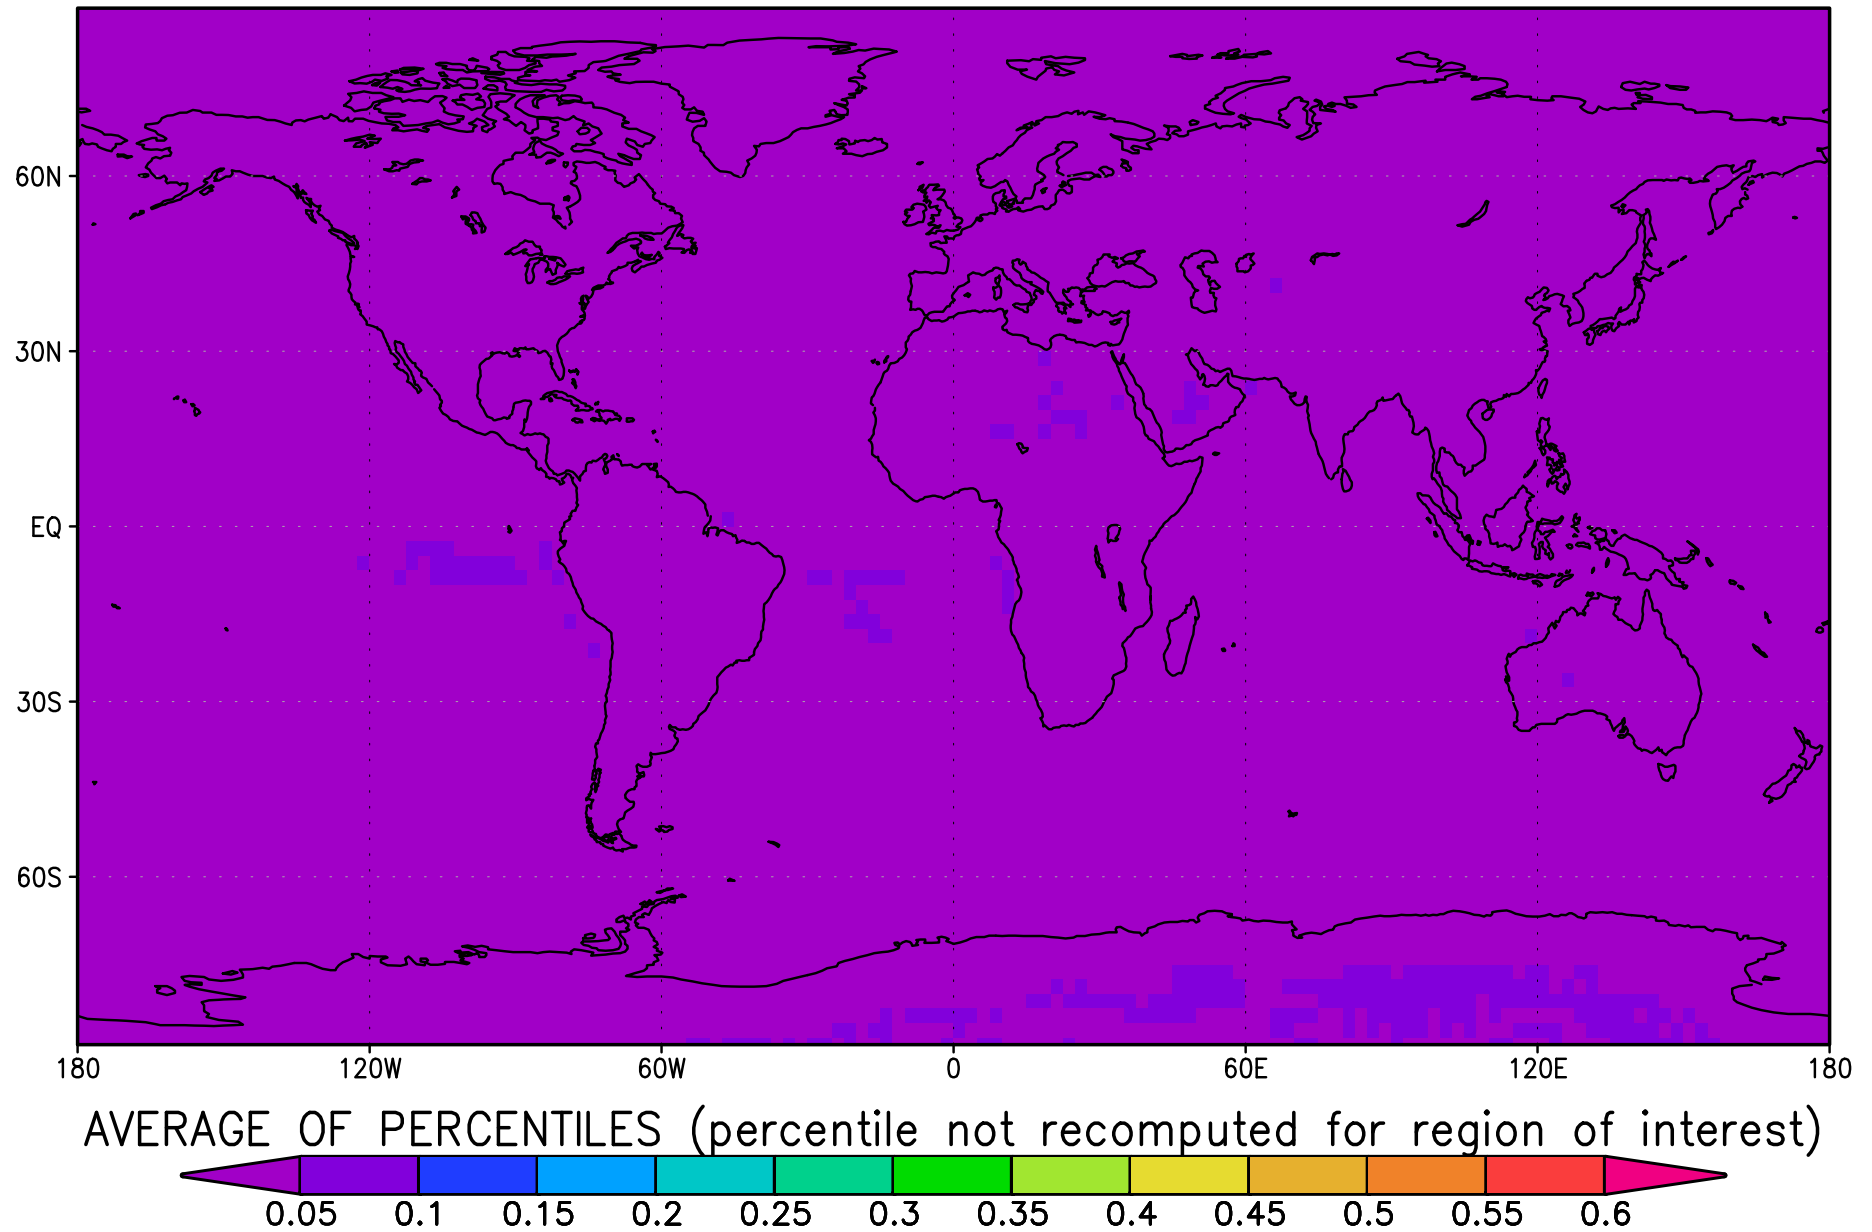 60N
30N
EQ
30S
60S
180 120W 60W 0 60E 120E 180
AVERAGE OF PERCENTILES (percentile not recomputed for region of interest)
0.05 0.1 0.15 0.2 0.25 0.3 0.35 0.4 0.45 0.5 0.55 0.6